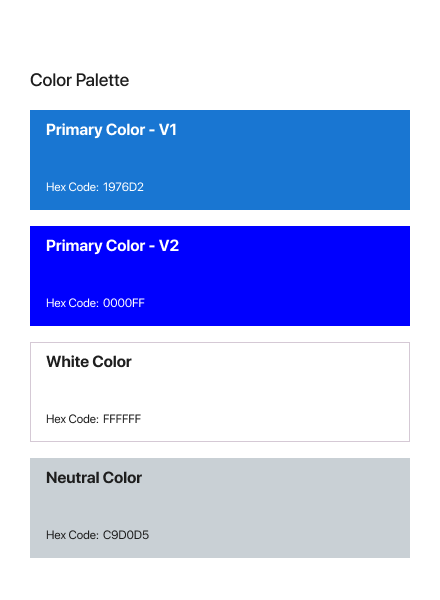 Color Palette
Primary Color - V1
Hex Code: 1976D2
Primary Color - V2
Hex Code: 0000FF
White Color
Hex Code: FFFFFF
Neutral Color
Hex Code: C9D0D5